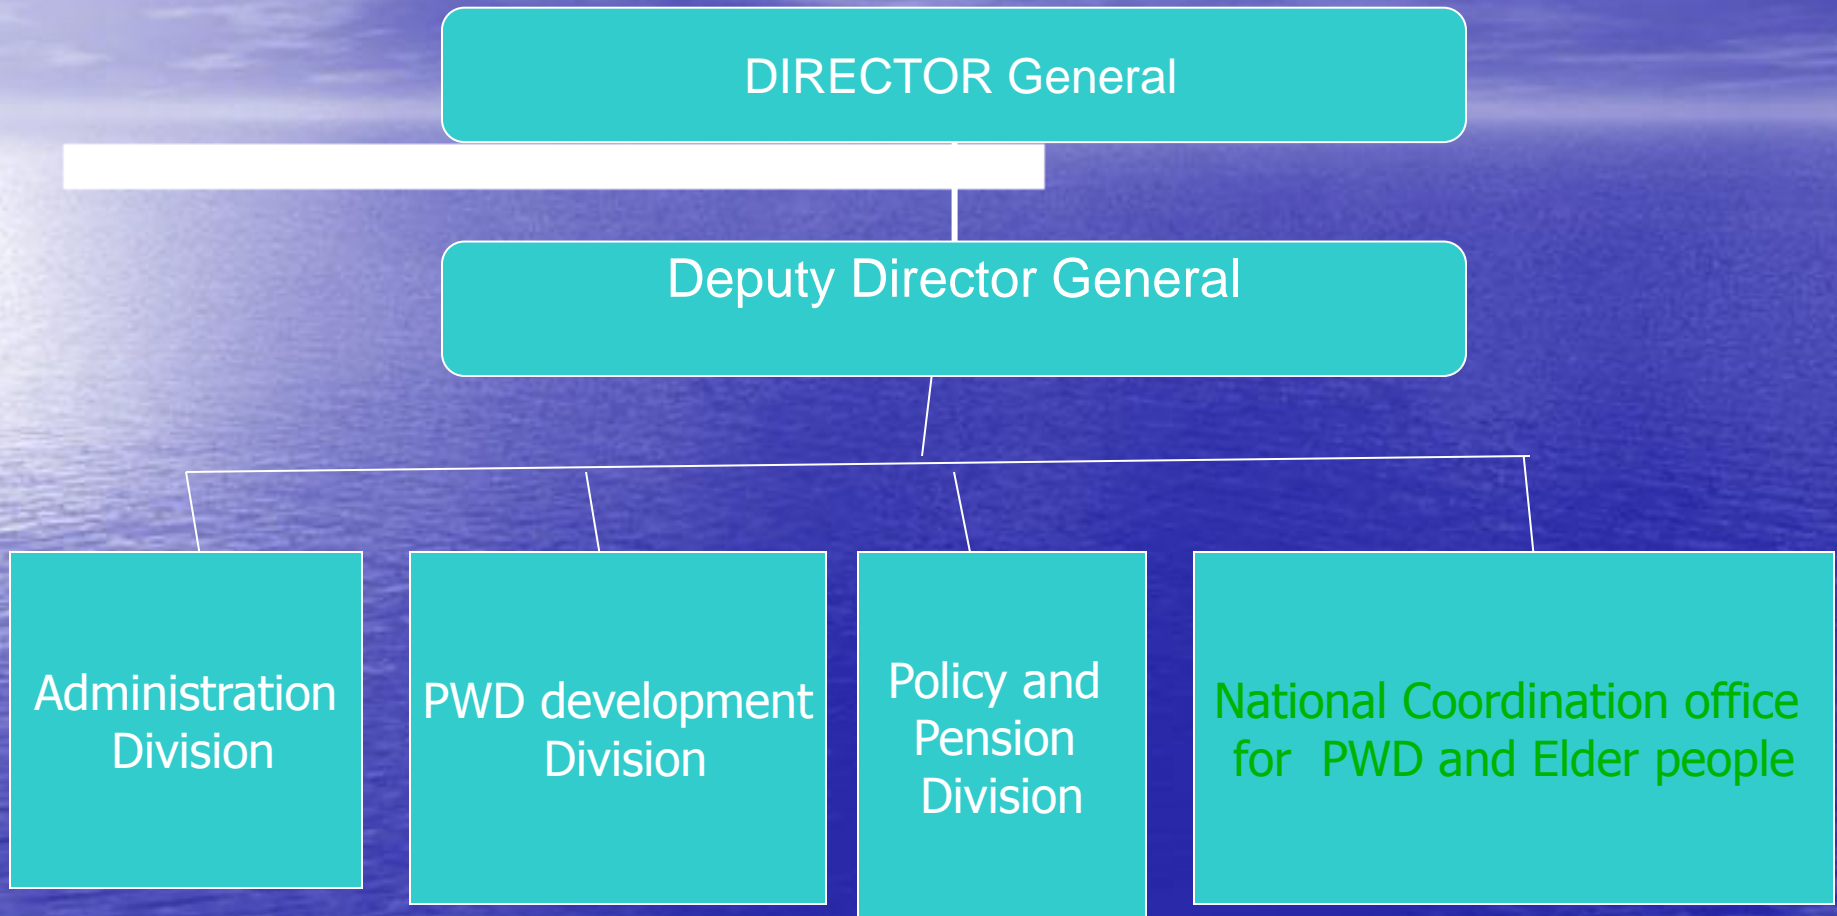 DIRECTOR General
Deputy Director General
Administration
Division
PWD development
Division
Policy and
Pension
Division
National Coordination office
for PWD and Elder people